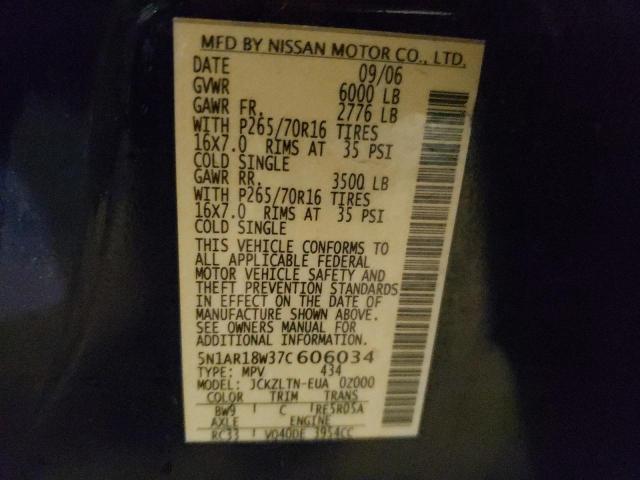 MFD BY NISSAN MOTOR CO., LTD.
DATE 09/06
GVWR 6000 LB
GAWR FR. 2776 LB
WITH P265/70R16 TIRES
16X7.0 RIMS AT 35 PSI
COLD SINGLE
GAWR RR. 3500 LB
WITH P265/70R16 TIRES
16X7.0 RIMS AT 35 PSI
COLD SINGLE
THIS VEHICLE CONFORMS TO
ALL APPLICABLE FEDERAL
MOTOR VEHICLE SAFETY AND
THEFT PREVENTION STANDARDS
IN EFFECT ON THE DATE OF
MANUFACTURE SHOWN ABOVE.
SEE OWNERS MANUAL FOR
ADDITIONAL INFORMATION.
5N1AR18W37C606034
TYPE: MPV 434
MODEL: JCKZLTN-EUA 0Z000
COLOR TRIM TRANS
BW9 C RE5R05A
AXLE ENGINE
RC33 VQ40DE 3954CC